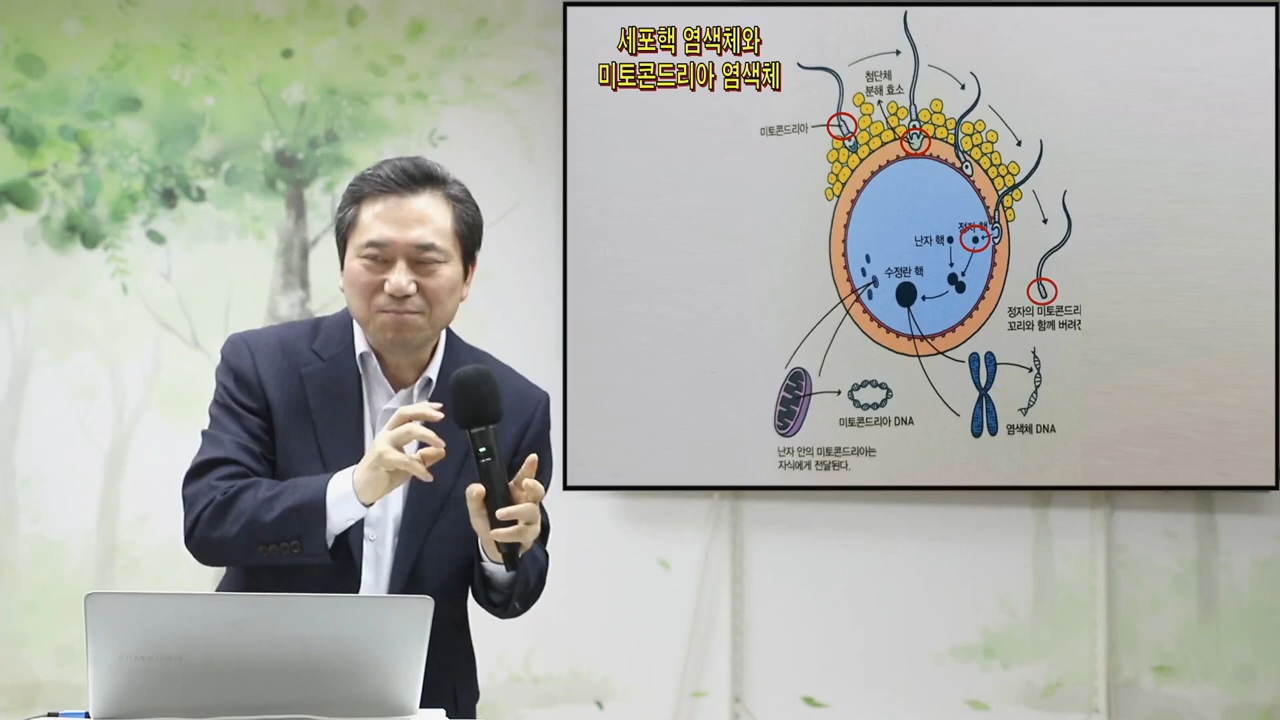 세포핵 염색체와
미토콘드리아 염색체
첨단체
분해 효소
미토콘드리아
정자 핵
난자 핵
수정란 핵
정자의 미토콘드리
꼬리와 함께 버려진
미토콘드리아 DNA
염색체 DNA
난자 안의 미토콘드리아는
자식에게 전달된다.